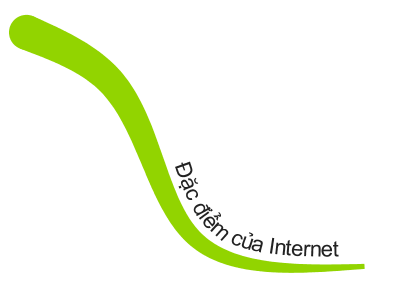 Đặc điểm của Internet